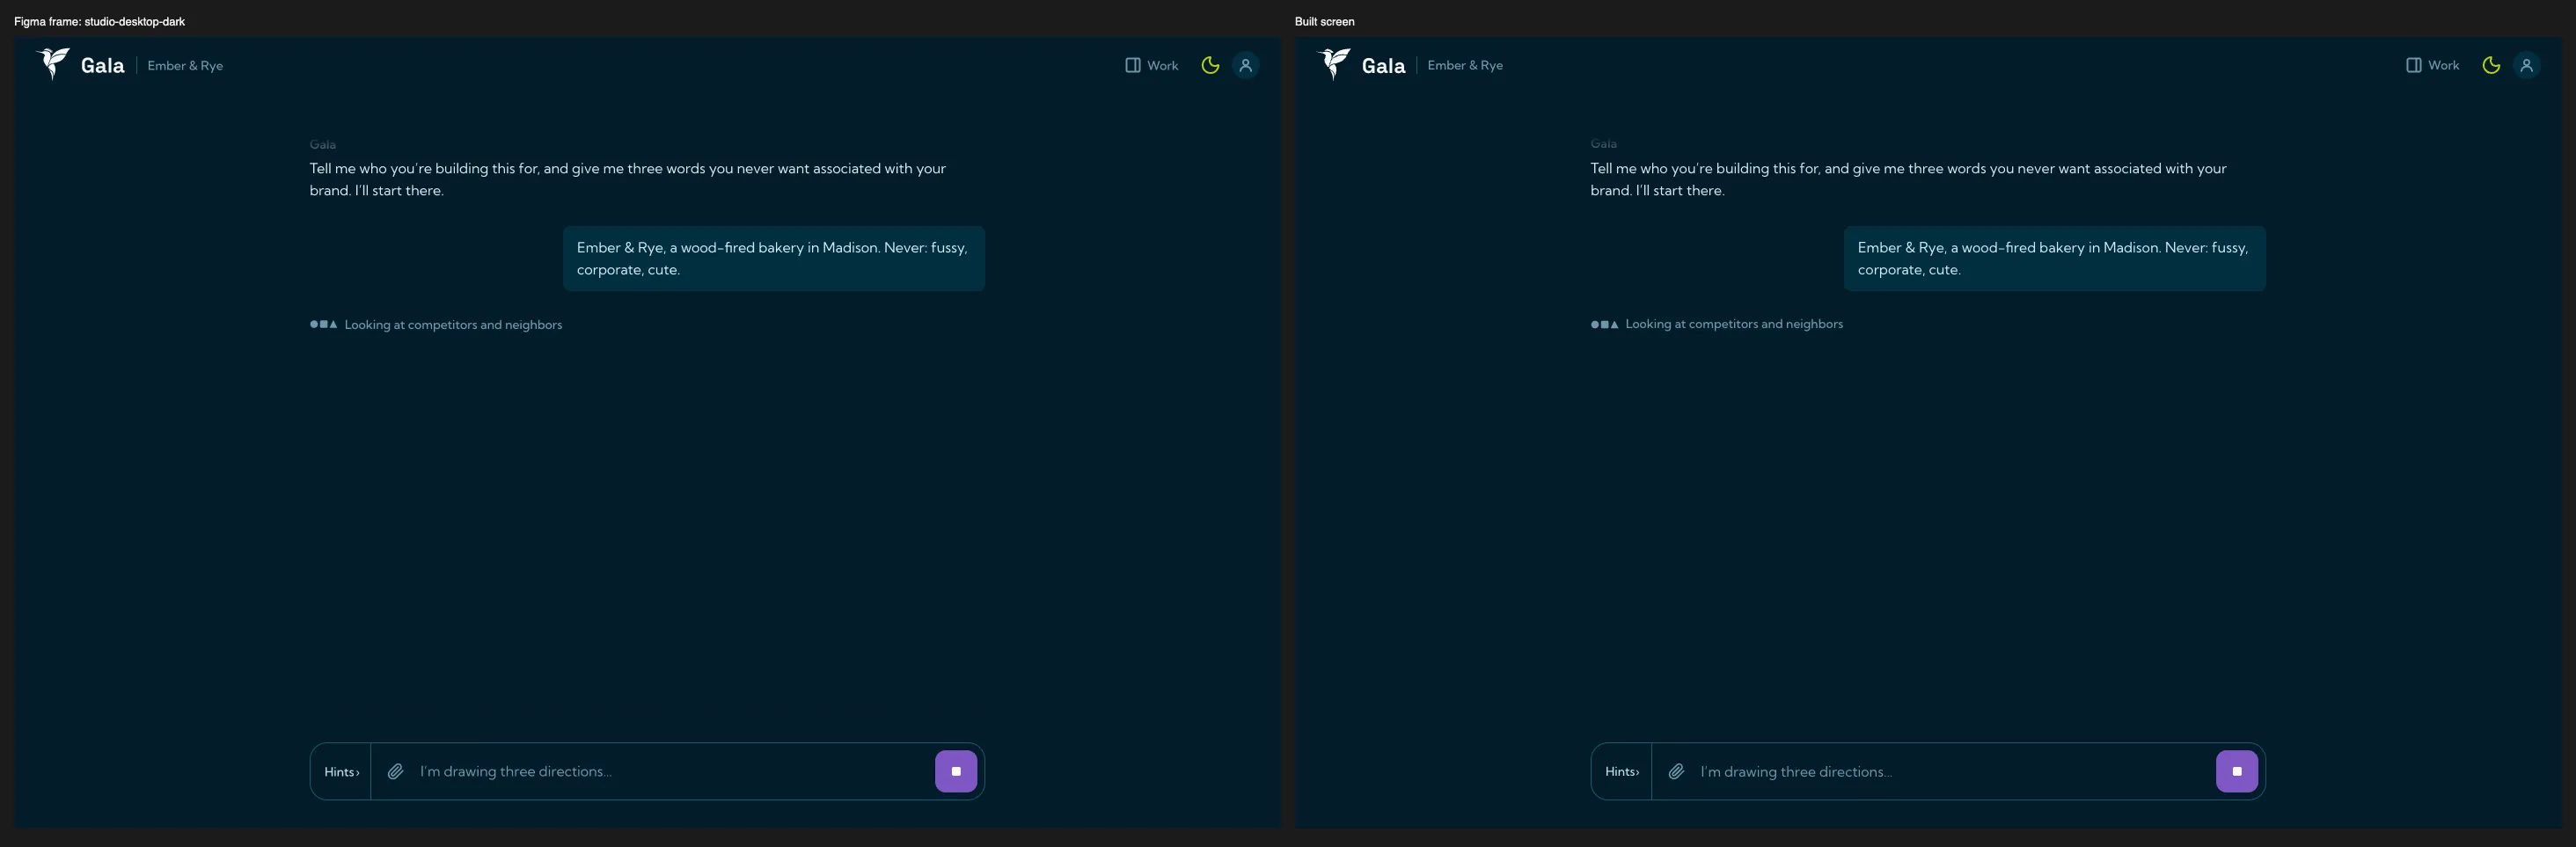 Figma frame: studio-desktop-dark
Gala
Ember & Rye
Work
Gala
Tell me who you’re building this for, and give me three words you never want associated with your
brand. I’ll start there.
Ember & Rye, a wood-fired bakery in Madison. Never: fussy,
corporate, cute.
Looking at competitors and neighbors
Hints›
I’m drawing three directions...
Built screen
Gala
Ember & Rye
Work
Gala
Tell me who you’re building this for, and give me three words you never want associated with your
brand. I’ll start there.
Ember & Rye, a wood-fired bakery in Madison. Never: fussy,
corporate, cute.
Looking at competitors and neighbors
Hints›
I’m drawing three directions...